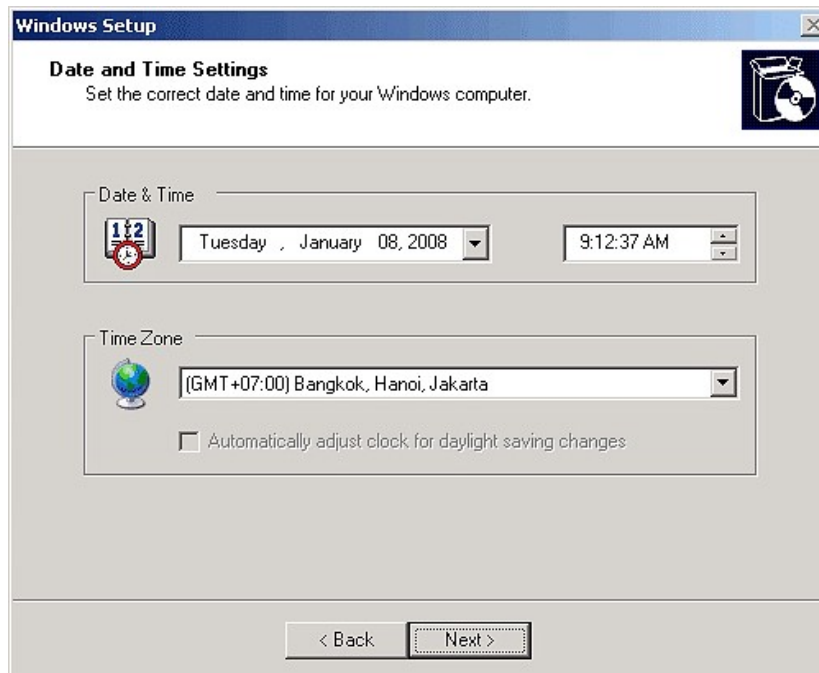 Windows Setup
Date and Time Settings
Set the correct date and time for your Windows computer.
Date & Time
12
Tuesday , January 08, 2008
9:12:37 AM
Time Zone
(GMT+07:00) Bangkok, Hanoi, Jakarta
Automatically adjust clock for daylight saving changes
< Back
Next >